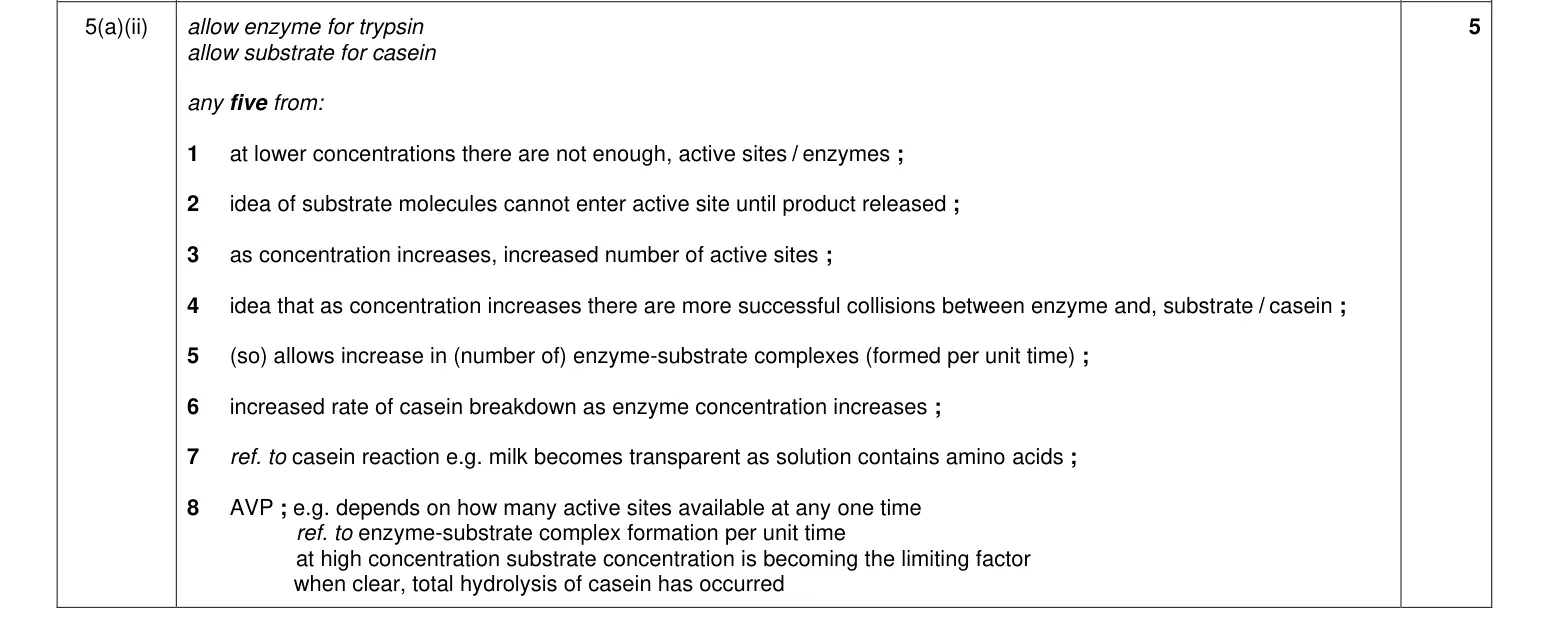 5(a)(ii) allow enzyme for trypsin 5
allow substrate for casein
any five from:
1 at lower concentrations there are not enough, active sites / enzymes ;
2 idea of substrate molecules cannot enter active site until product released ;
3 as concentration increases, increased number of active sites ;
4 idea that as concentration increases there are more successful collisions between enzyme and, substrate / casein ;
5 (so) allows increase in (number of) enzyme-substrate complexes (formed per unit time) ;
6 increased rate of casein breakdown as enzyme concentration increases ;
7 ref. to casein reaction e.g. milk becomes transparent as solution contains amino acids ;
8 AVP ; e.g. depends on how many active sites available at any one time
ref. to enzyme-substrate complex formation per unit time
at high concentration substrate concentration is becoming the limiting factor
when clear, total hydrolysis of casein has occurred